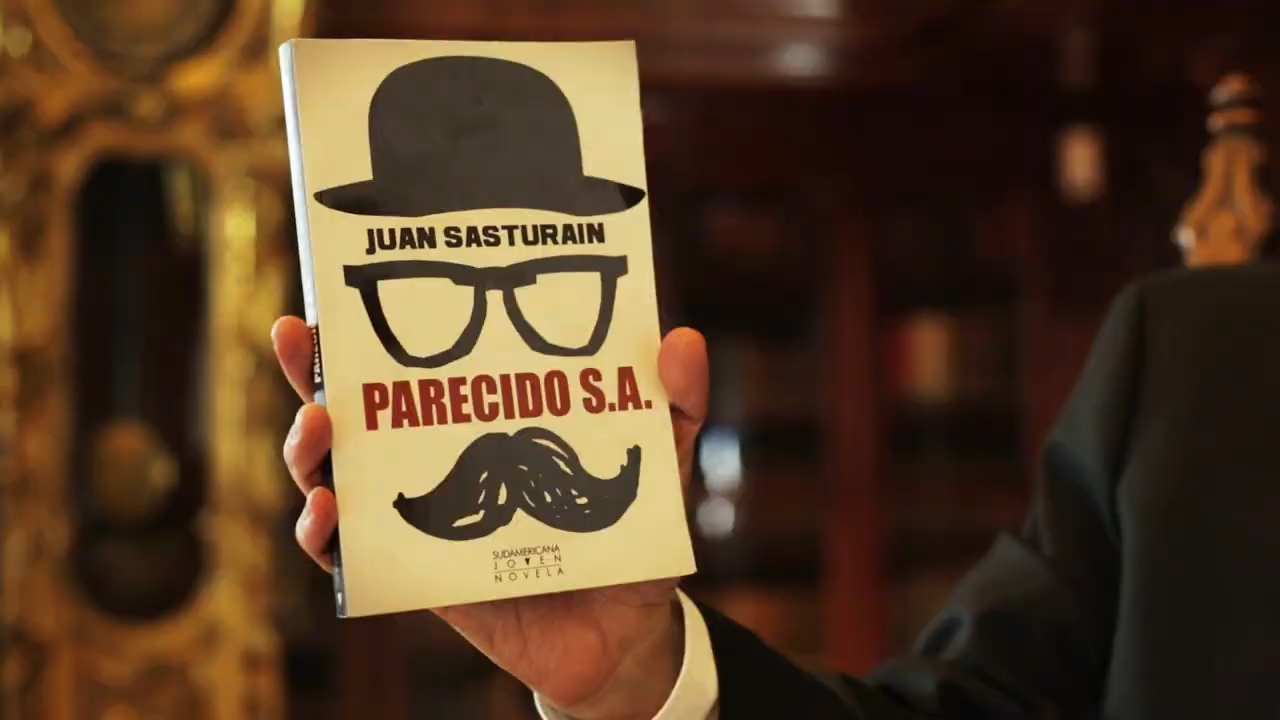 JUAN SASTURAIN
PARECIDO S.A.
SUDAMERICANA
JOVEN
NOVELA